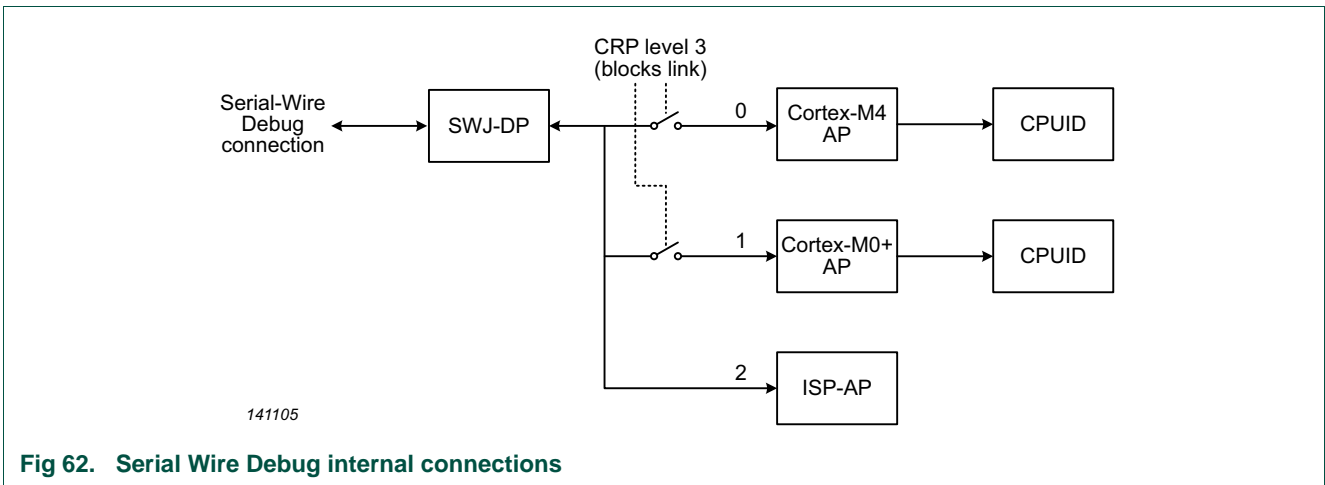 CRP level 3
(blocks link)
Serial-Wire
Debug
connection
SWJ-DP
0
Cortex-M4
AP
CPUID
1
Cortex-M0+
AP
CPUID
2
ISP-AP
141105
Fig 62. Serial Wire Debug internal connections